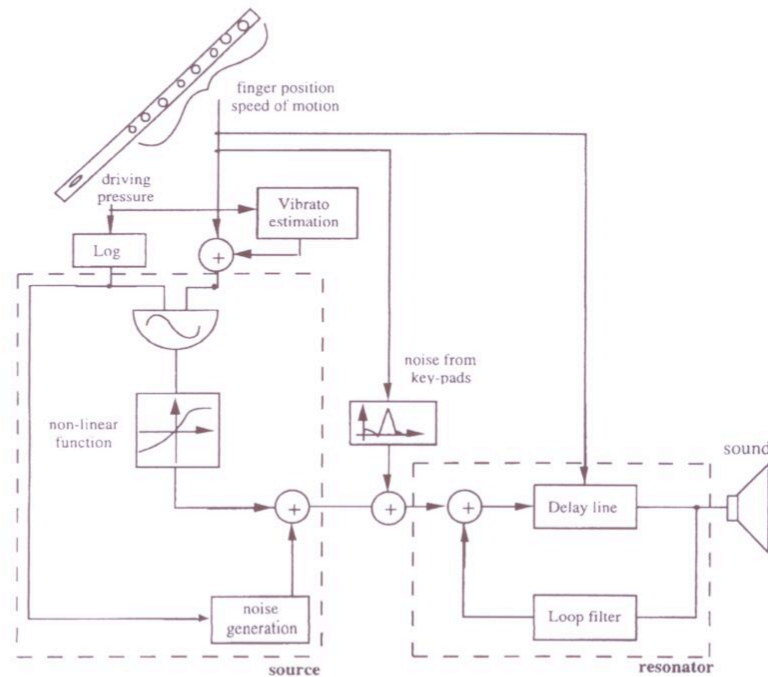 finger position
speed of motion
driving
pressure
Vibrato
estimation
Log
+
noise from
key-pads
non-linear
function
sound
+
+
+
Delay line
noise
generation
Loop filter
source
resonator